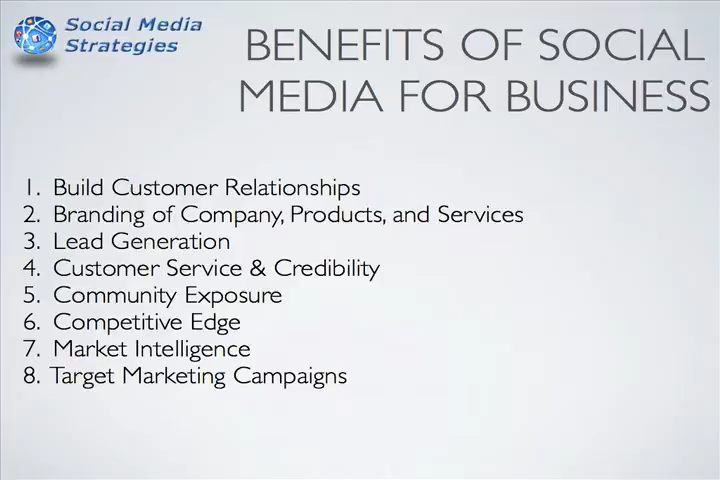 Social Media
Strategies
BENEFITS OF SOCIAL
MEDIA FOR BUSINESS
1. Build Customer Relationships
2. Branding of Company, Products, and Services
3. Lead Generation
4. Customer Service & Credibility
5. Community Exposure
6. Competitive Edge
7. Market Intelligence
8. Target Marketing Campaigns